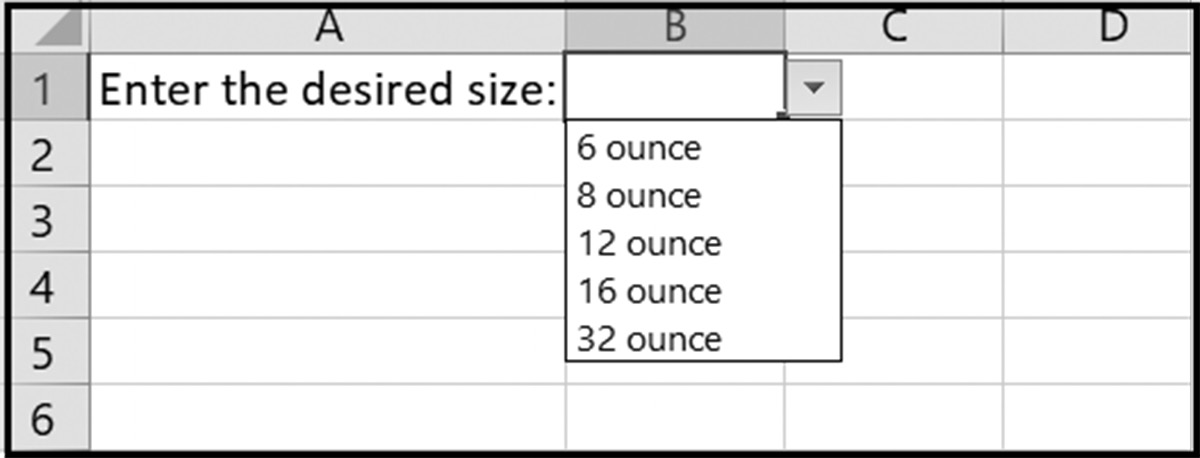 A B C D
1 Enter the desired size:
6 ounce
2
8 ounce
3
12 ounce
4
16 ounce
5
32 ounce
6